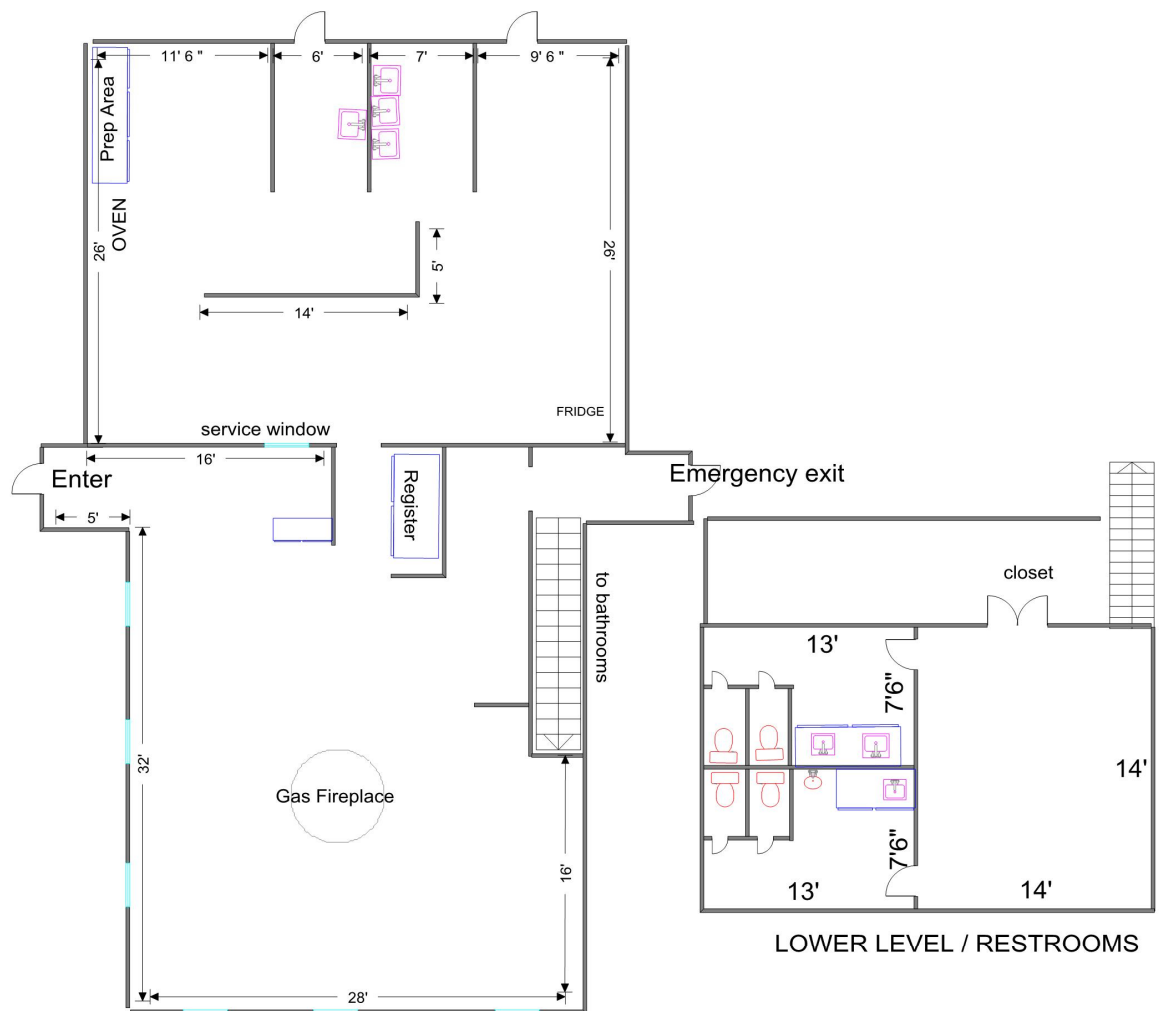 11' 6 "
6'
7'
9' 6 "
Prep Area
OVEN
26'
26'
5'
14'
FRIDGE
service window
16'
Enter
Register
Emergency exit
5'
to bathrooms
closet
13'
7'6"
32'
14'
Gas Fireplace
7'6"
16'
13'
14'
LOWER LEVEL / RESTROOMS
28'